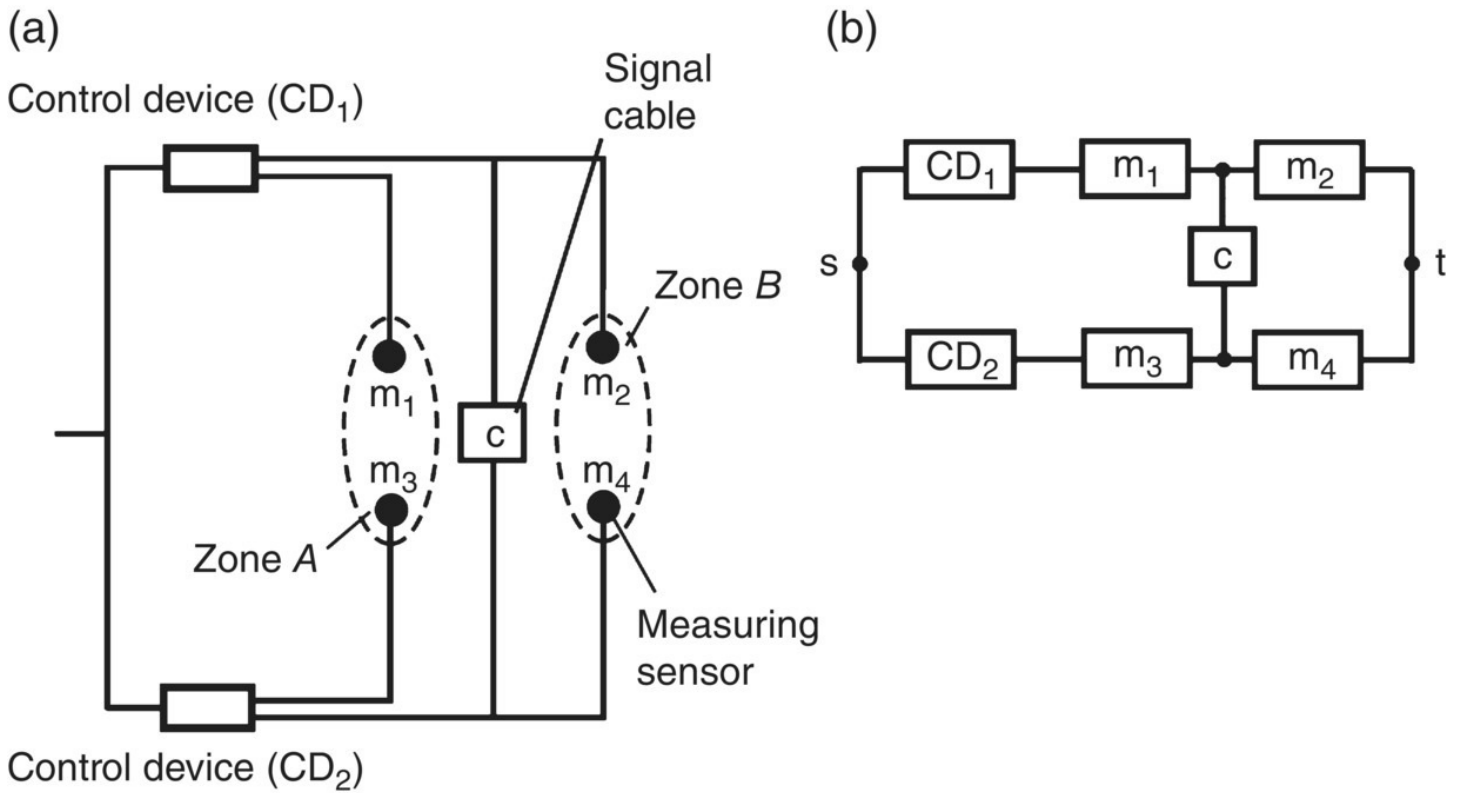 (a)
Control device (CD₁)
Signal
cable
Zone B
m₁
m₂
c
m₃
m₄
Zone A
Measuring
sensor
Control device (CD₂)
(b)
CD₁
m₁
m₂
s
c
t
CD₂
m₃
m₄